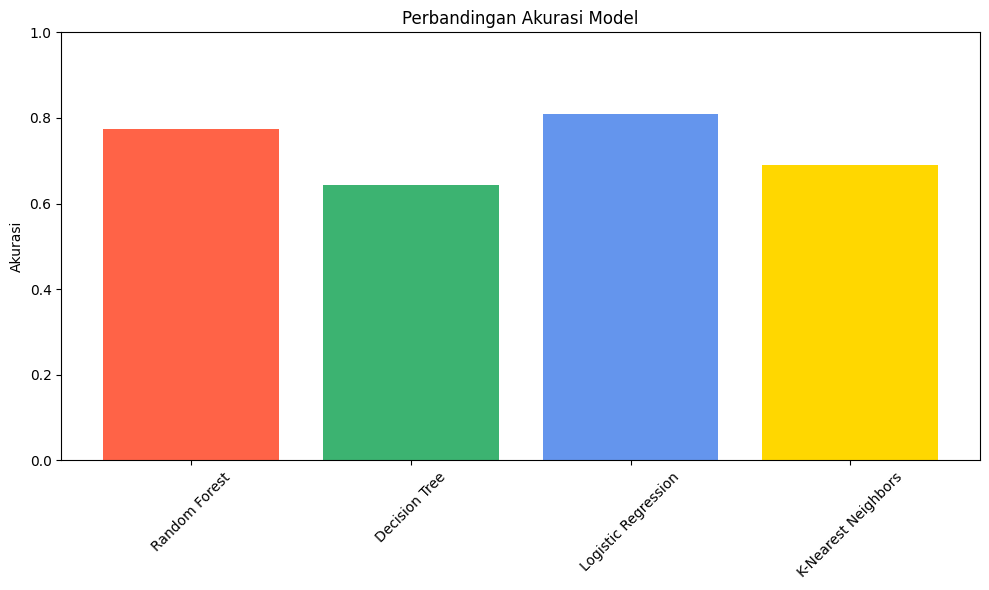 Perbandingan Akurasi Model
Akurasi
1.0
0.8
0.6
0.4
0.2
0.0
Random Forest
Decision Tree
Logistic Regression
K-Nearest Neighbors